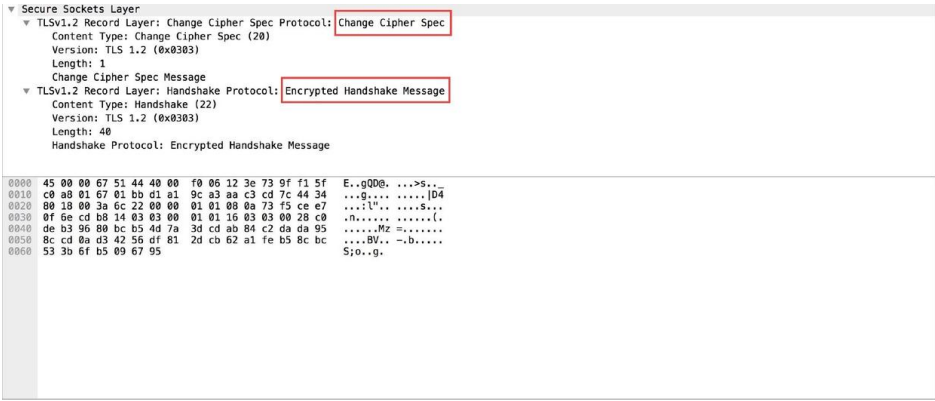 ▼ Secure Sockets Layer
▼ TLSv1.2 Record Layer: Change Cipher Spec Protocol: Change Cipher Spec
Content Type: Change Cipher Spec (20)
Version: TLS 1.2 (0x0303)
Length: 1
Change Cipher Spec Message
▼ TLSv1.2 Record Layer: Handshake Protocol: Encrypted Handshake Message
Content Type: Handshake (22)
Version: TLS 1.2 (0x0303)
Length: 40
Handshake Protocol: Encrypted Handshake Message
0000 45 00 00 67 51 44 40 00 f0 06 12 3e 73 9f f1 5f E..gQD@. ...>s.._
0010 c0 a8 01 67 01 bb d1 a1 9c a3 aa c3 cd 7c 44 34 ...g.... .....|D4
0020 80 18 00 3a 6c 22 00 00 01 01 08 0a 73 f5 ce e7 ...:l".. ....s...
0030 0f 6e cd b8 14 03 03 00 01 01 16 03 03 00 28 c0 .n...... ......(.
0040 de b3 96 80 bc b5 4d 7a 3d cd ab 84 c2 da da 95 ......Mz =.......
0050 8c cd 0a d3 42 56 df 81 2d cb 62 a1 fe b5 8c bc ....BV.. -.b.....
0060 53 3b 6f b5 09 67 95 S;o..g.